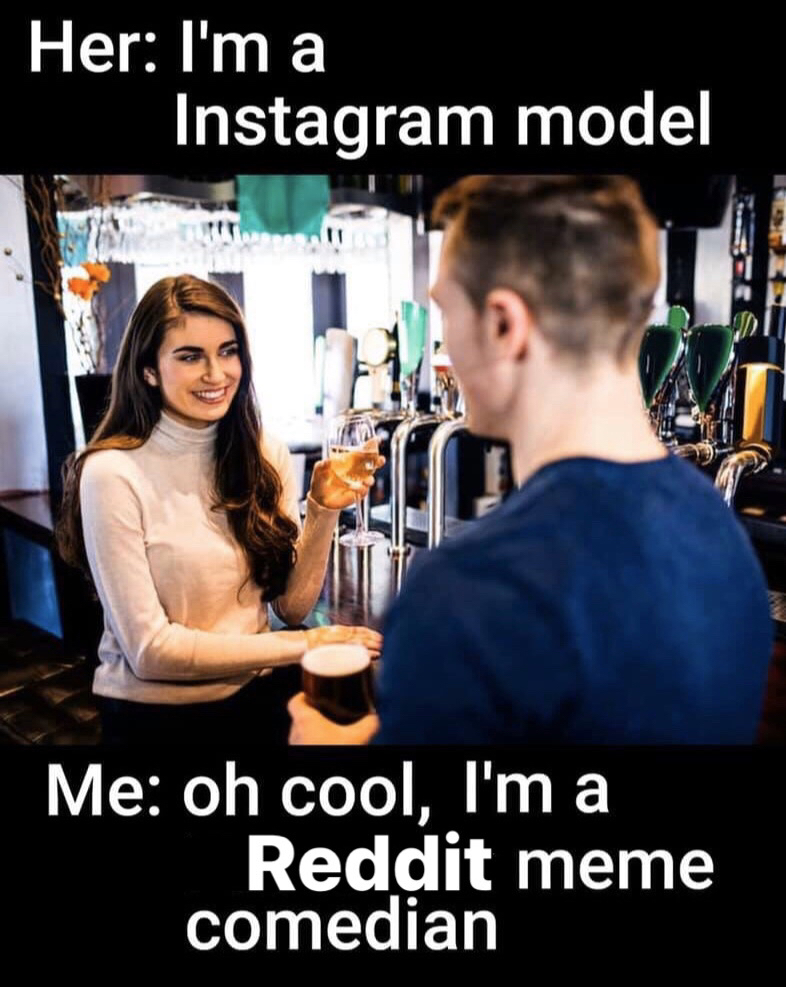 Her: I'm a
Instagram model
Me: oh cool, I'm a
Reddit meme
comedian